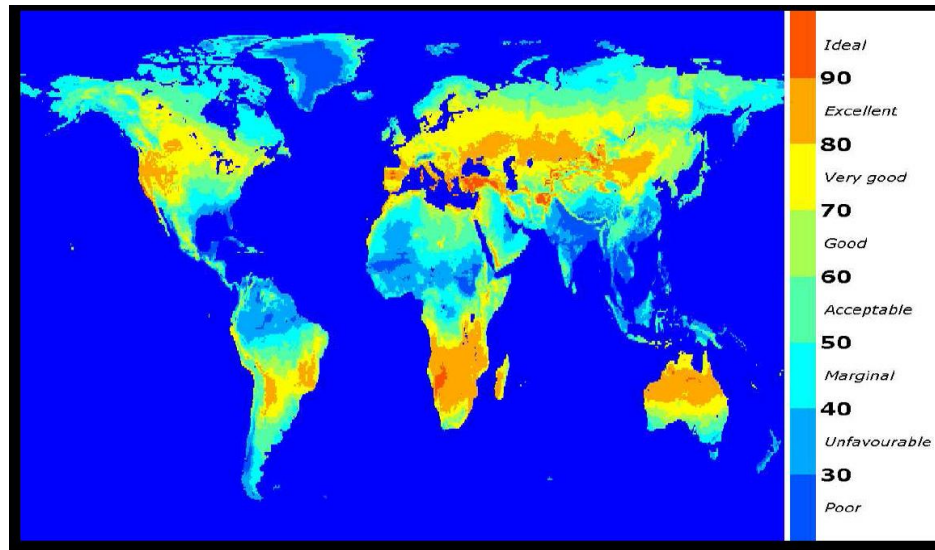 Ideal
90
Excellent
80
Very good
70
Good
60
Acceptable
50
Marginal
40
Unfavourable
30
Poor